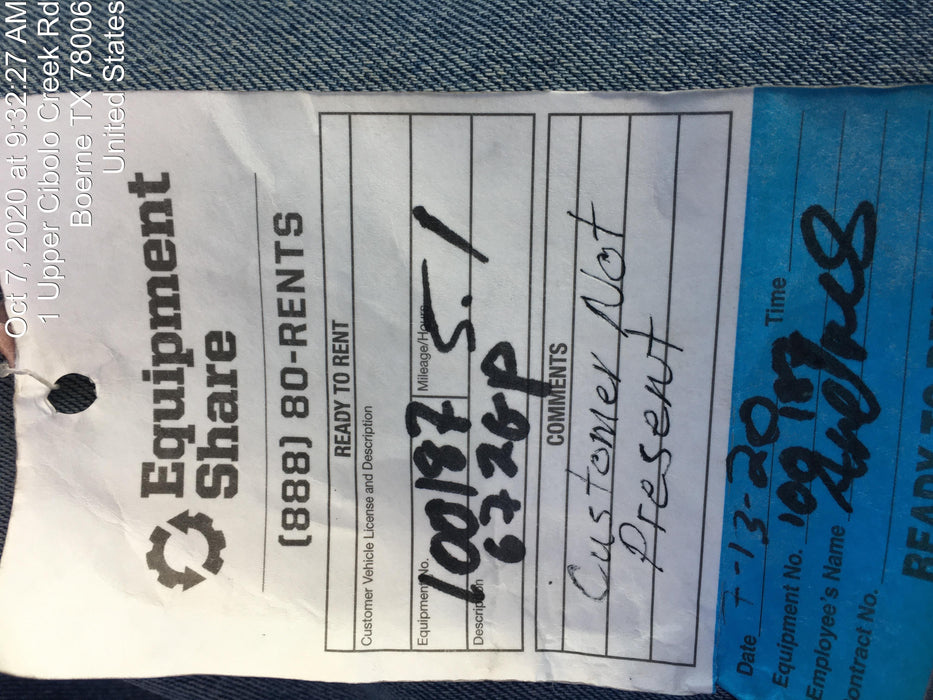 Oct 7, 2020 at 9:32:27 AM
1 Upper Cibolo Creek Rd
Boerne TX 78006
United States
Equipment
Share
(888) 80-RENTS
READY TO RENT
Customer Vehicle License and Description
Equipment No. 100187 Mileage/Hours 5.1
Description 6726P
COMMENTS
Customer Not
Present
Date 7-13-20 Time
Equipment No. 100187
Employee's Name
ontract No.